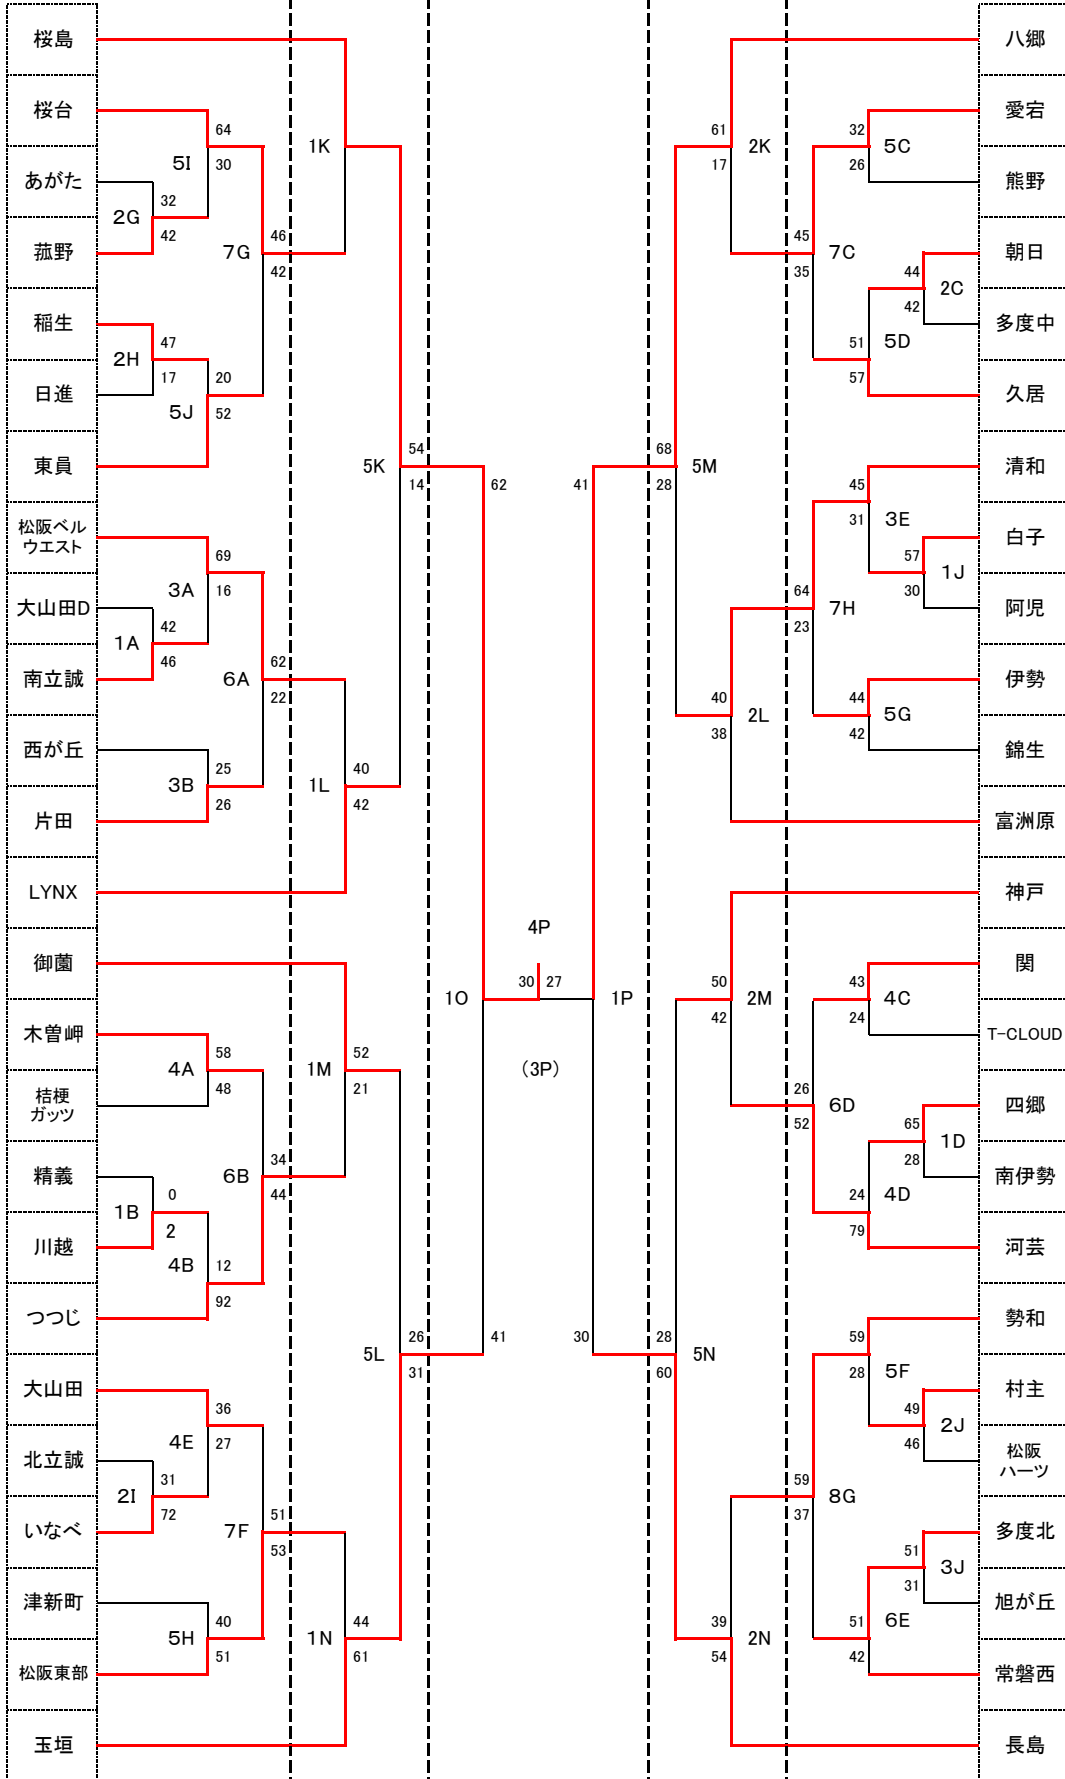 桜島
桜台
あがた
菰野
稲生
日進
東員
松阪ベル
ウエスト
大山田D
南立誠
西が丘
片田
LYNX
御薗
木曽岬
桔梗
ガッツ
精義
川越
つつじ
大山田
北立誠
いなべ
津新町
松阪東部
玉垣
64
5I
30
32
2G
42
47
2H
17
20
5J
52
46
7G
42
1K
69
3A
16
42
1A
46
62
6A
22
25
3B
26
40
1L
42
54
5K
14
58
4A
48
0
1B
2
12
4B
92
34
6B
44
52
1M
21
36
4E
27
31
2I
72
51
7F
53
40
5H
51
44
1N
61
26
5L
31
62
1O
41
4P
30
27
(3P)
41
1P
30
68
5M
28
28
5N
60
61
2K
17
32
5C
26
45
7C
35
44
2C
42
51
5D
57
45
3E
31
57
1J
30
64
7H
23
44
5G
42
40
2L
38
50
2M
42
43
4C
24
26
6D
52
65
1D
28
24
4D
79
59
5F
28
49
2J
46
59
8G
37
51
3J
31
51
6E
42
39
2N
54
八郷
愛宕
熊野
朝日
多度中
久居
清和
白子
阿児
伊勢
錦生
富洲原
神戸
関
T-CLOUD
四郷
南伊勢
河芸
勢和
村主
松阪
ハーツ
多度北
旭が丘
常磐西
長島